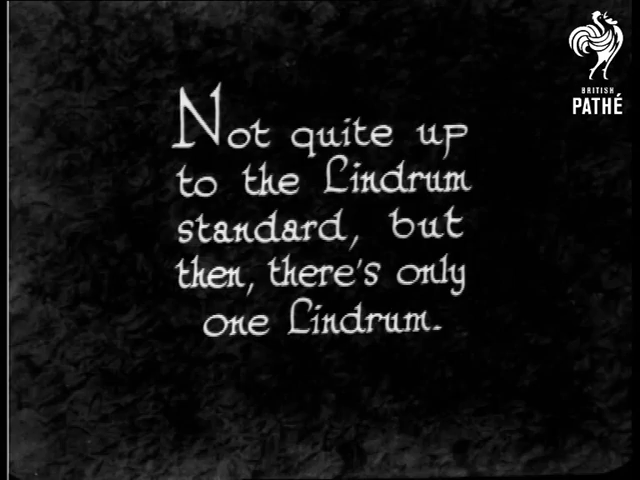 BRITISH
PATHÉ
Not quite up
to the Lindrum
standard, but
then, there's only
one Lindrum.